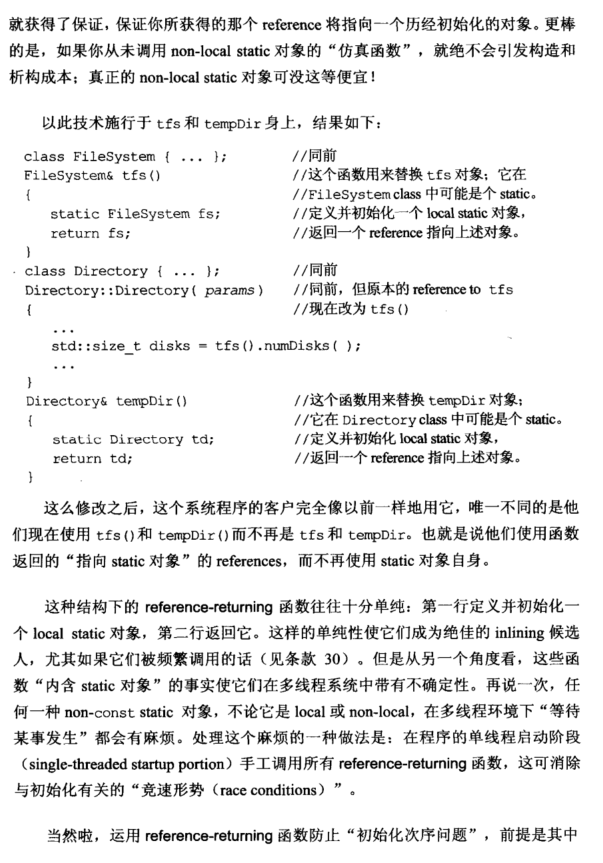 就获得了保证，保证你所获得的那个 reference 将指向一个历经初始化的对象。更棒
的是，如果你从未调用 non-local static 对象的“仿真函数”，就绝不会引发构造和
析构成本；真正的 non-local static 对象可没这等便宜！
以此技术施行于 tfs 和 tempDir 身上，结果如下：
class FileSystem { ... }; //同前
FileSystem& tfs() //这个函数用来替换 tfs 对象；它在
{ //FileSystem class 中可能是个 static。
static FileSystem fs; //定义并初始化一个 local static 对象，
return fs; //返回一个 reference 指向上述对象。
}
class Directory { ... }; //同前
Directory::Directory( params ) //同前，但原本的 reference to tfs
{ //现在改为 tfs()
...
std::size_t disks = tfs().numDisks( );
...
}
Directory& tempDir() //这个函数用来替换 tempDir 对象；
{ //它在 Directory class 中可能是个 static。
static Directory td; //定义并初始化 local static 对象，
return td; //返回一个 reference 指向上述对象。
}
这么修改之后，这个系统程序的客户完全像以前一样地用它，唯一不同的是他
们现在使用 tfs()和 tempDir()而不再是 tfs 和 tempDir。也就是说他们使用函数
返回的“指向 static 对象”的 references，而不再使用 static 对象自身。
这种结构下的 reference-returning 函数往往十分单纯：第一行定义并初始化一
个 local static 对象，第二行返回它。这样的单纯性使它们成为绝佳的 inlining 候选
人，尤其如果它们被频繁调用的话（见条款 30）。但是从另一个角度看，这些函
数“内含 static 对象”的事实使它们在多线程系统中带有不确定性。再说一次，任
何一种 non-const static 对象，不论它是 local 或 non-local，在多线程环境下“等待
某事发生”都会有麻烦。处理这个麻烦的一种做法是：在程序的单线程启动阶段
（single-threaded startup portion）手工调用所有 reference-returning 函数，这可消除
与初始化有关的“竞速形势（race conditions）”。
当然啦，运用 reference-returning 函数防止“初始化次序问题”，前提是其中